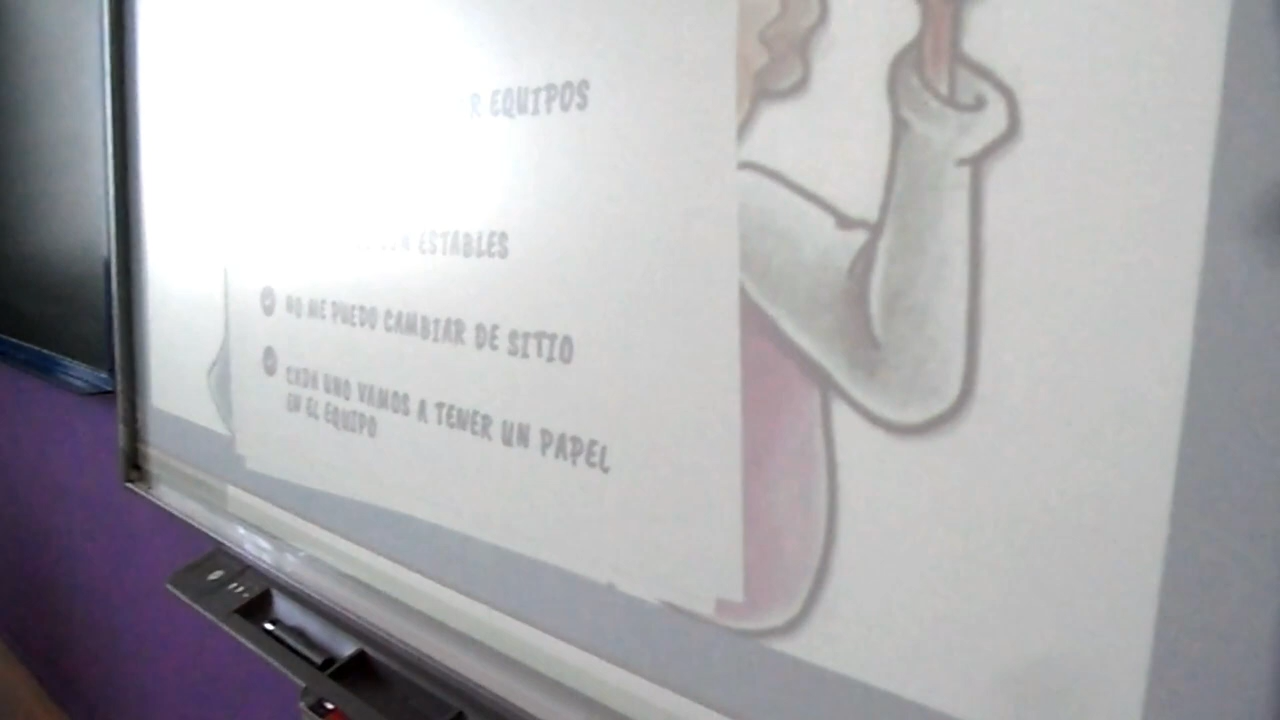 EQUIPOS
ESTABLES
NO ME PUEDO CAMBIAR DE SITIO
CADA UNO VAMOS A TENER UN PAPEL
EN EL EQUIPO